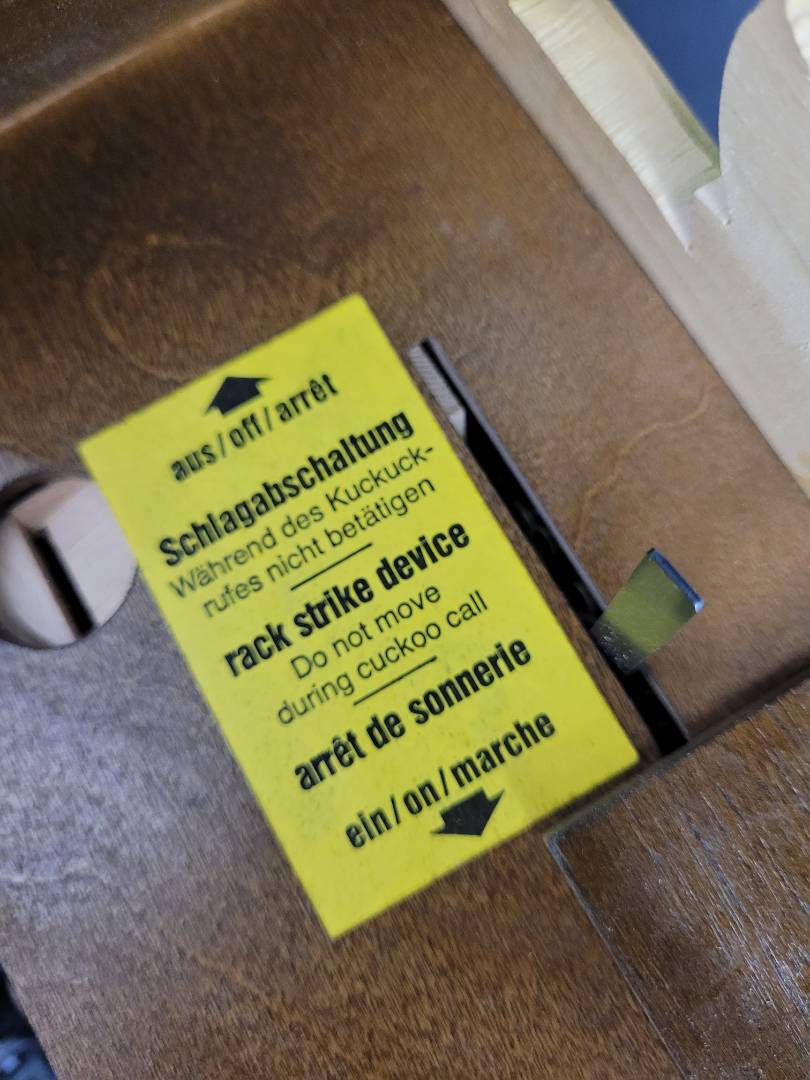 aus/off/arrêt
Schlagabschaltung
Während des Kuckuck-
rufes nicht betätigen
rack strike device
Do not move
during cuckoo call
arrêt de sonnerie
ein/on/marche